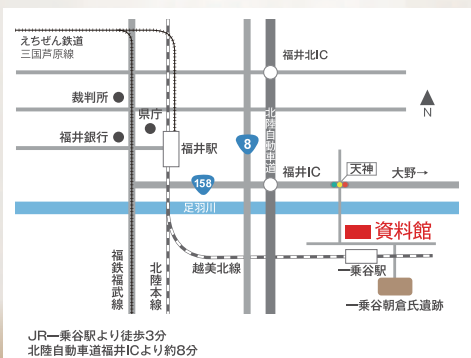 えちぜん鉄道
三国芦原線
福井北IC
裁判所
県庁
N
北陸自動車道
福井銀行
福井駅
8
天神
158
福井IC
大野→
足羽川
資料館
福鉄福武線
北陸本線
越美北線
一乗谷駅
一乗谷朝倉氏遺跡
JR一乗谷駅より徒歩3分
北陸自動車道福井ICより約8分